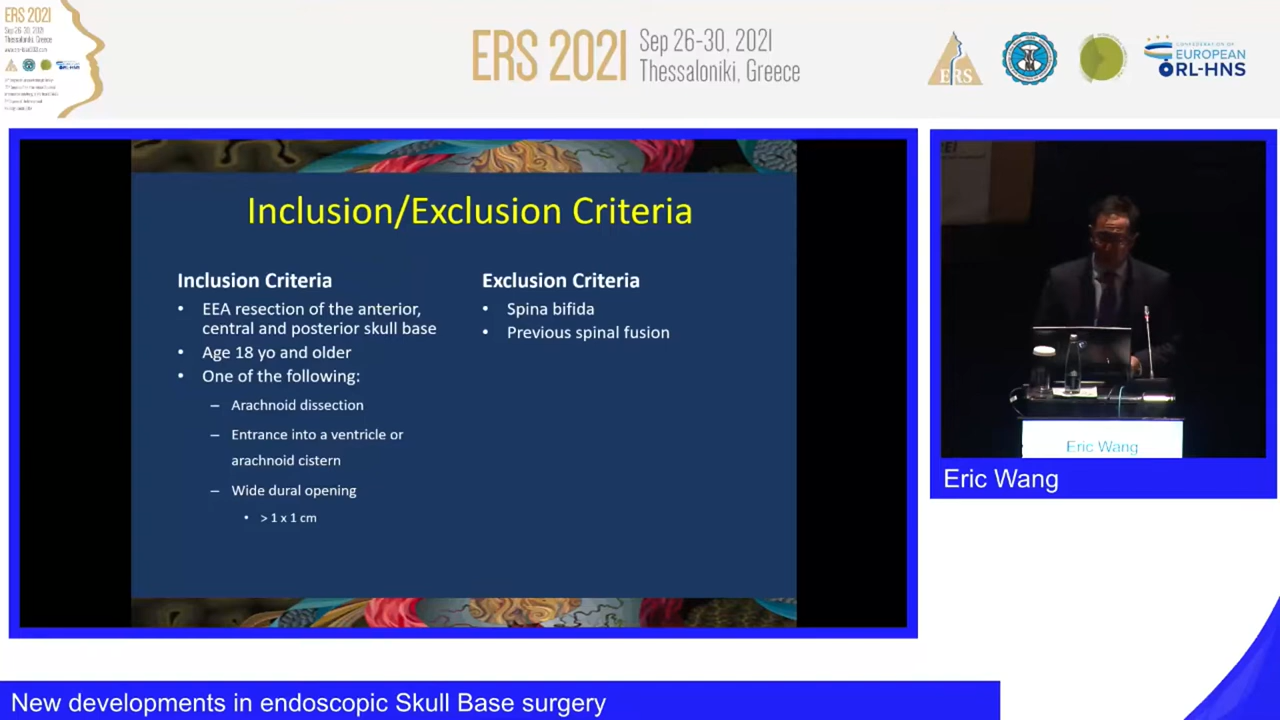 ERS 2021
Sep 26-30, 2021
Thessaloniki, Greece
ERS
ORL-HNS
ERS 2021
Sep 26-30, 2021
Thessaloniki, Greece
ERS
CONFEDERATION OF
EUROPEAN
ORL-HNS
Inclusion/Exclusion Criteria
Inclusion Criteria
• EEA resection of the anterior,
central and posterior skull base
• Age 18 yo and older
• One of the following:
– Arachnoid dissection
– Entrance into a ventricle or
arachnoid cistern
– Wide dural opening
• > 1 x 1 cm
Exclusion Criteria
• Spina bifida
• Previous spinal fusion
Eric Wang
Eric Wang
New developments in endoscopic Skull Base surgery